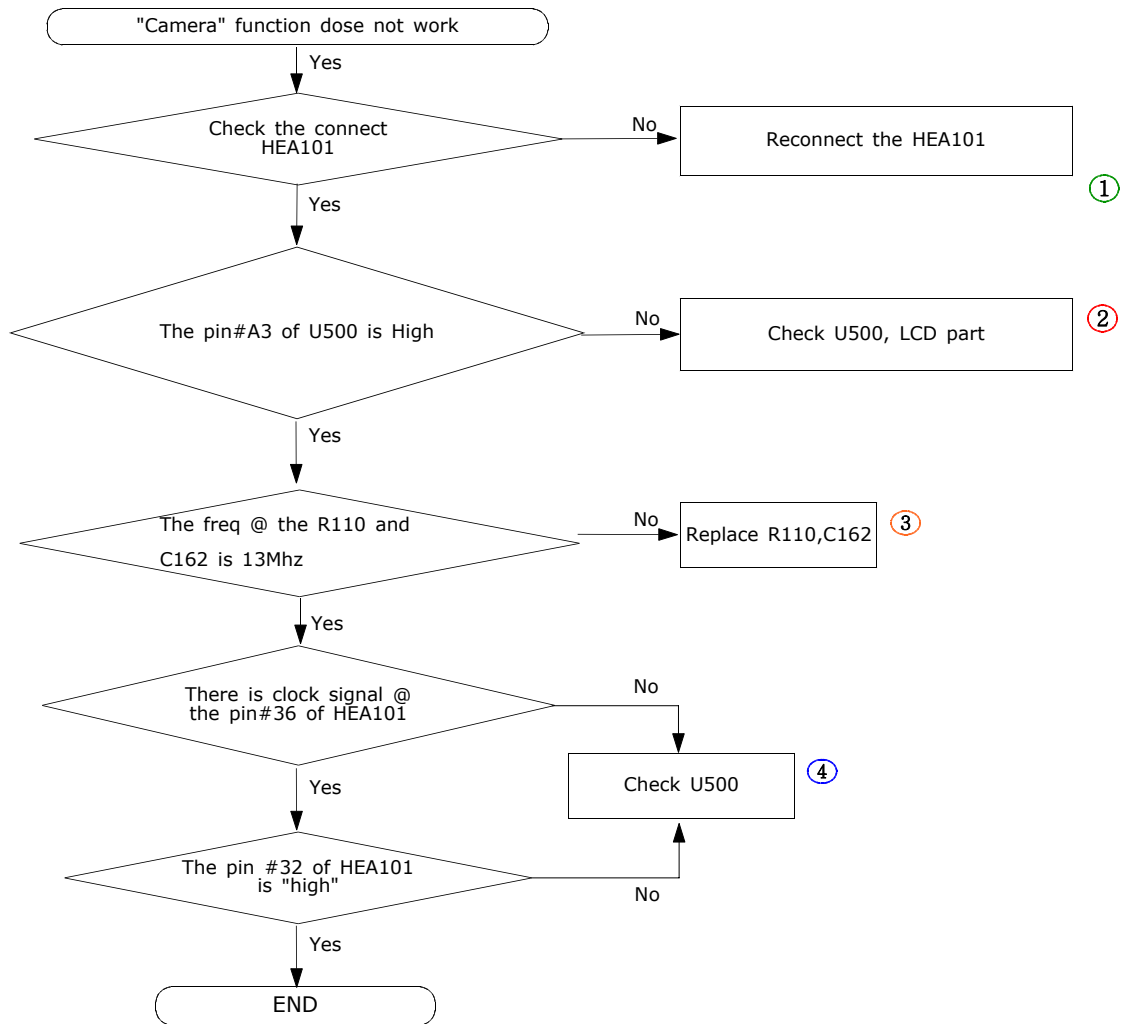 "Camera" function dose not work
Yes
Check the connect
HEA101
No
Reconnect the HEA101
①
Yes
The pin#A3 of U500 is High
No
Check U500, LCD part
②
Yes
The freq @ the R110 and
C162 is 13Mhz
No
Replace R110,C162
③
Yes
There is clock signal @
the pin#36 of HEA101
No
Check U500
④
Yes
The pin #32 of HEA101
is "high"
No
Yes
END